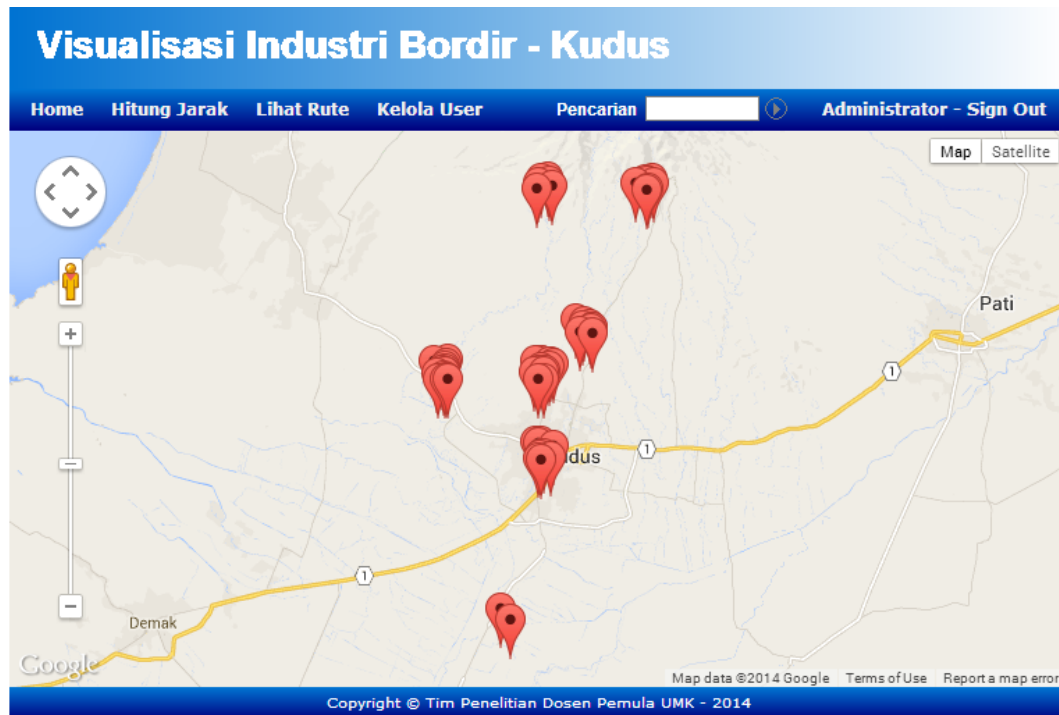 Visualisasi Industri Bordir - Kudus
Home Hitung Jarak Lihat Rute Kelola User Pencarian Administrator - Sign Out
Map Satellite
Pati
1
dus
1
1
Demak
Google
Map data ©2014 Google Terms of Use Report a map error
Copyright © Tim Penelitian Dosen Pemula UMK - 2014